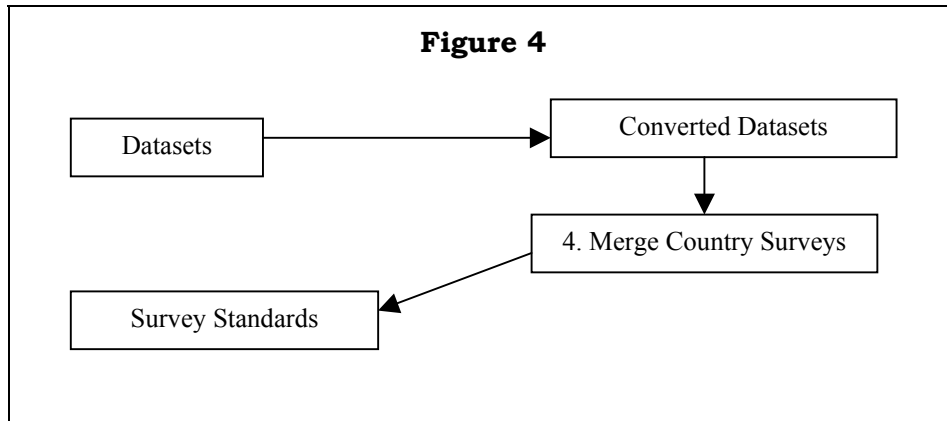 Figure 4
Datasets
Converted Datasets
4. Merge Country Surveys
Survey Standards